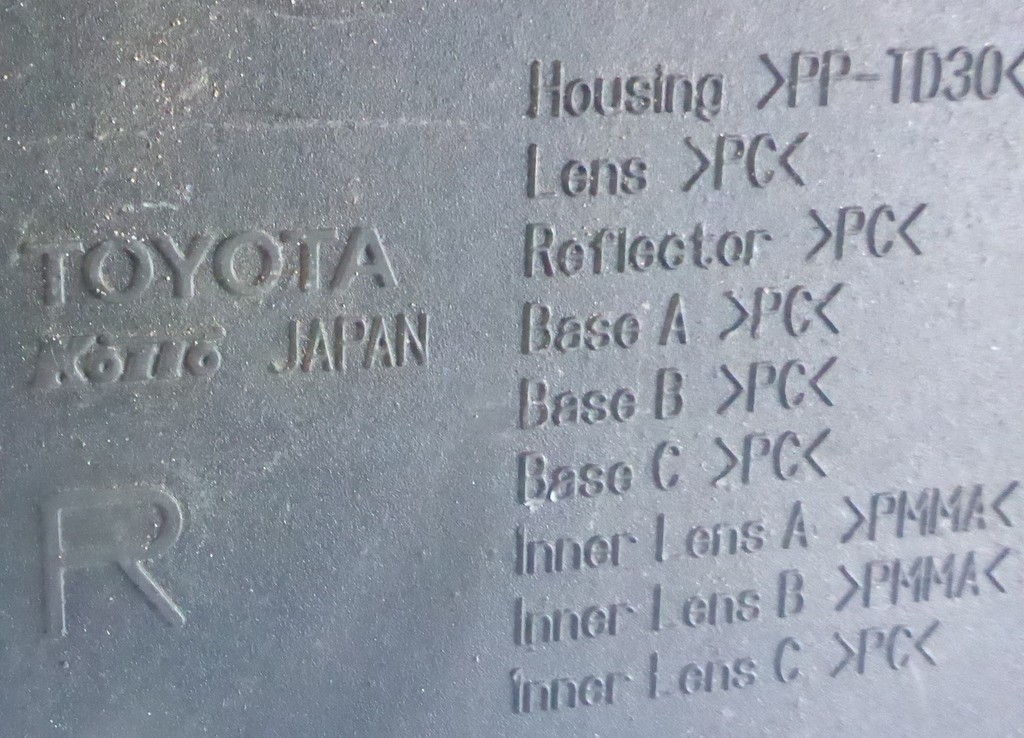 TOYOTA
KOITO JAPAN
R
Housing >PP-TD30<
Lens >PC<
Reflector >PC<
Base A >PC<
Base B >PC<
Base C >PC<
Inner Lens A >PMMA<
Inner Lens B >PMMA<
Inner Lens C >PC<